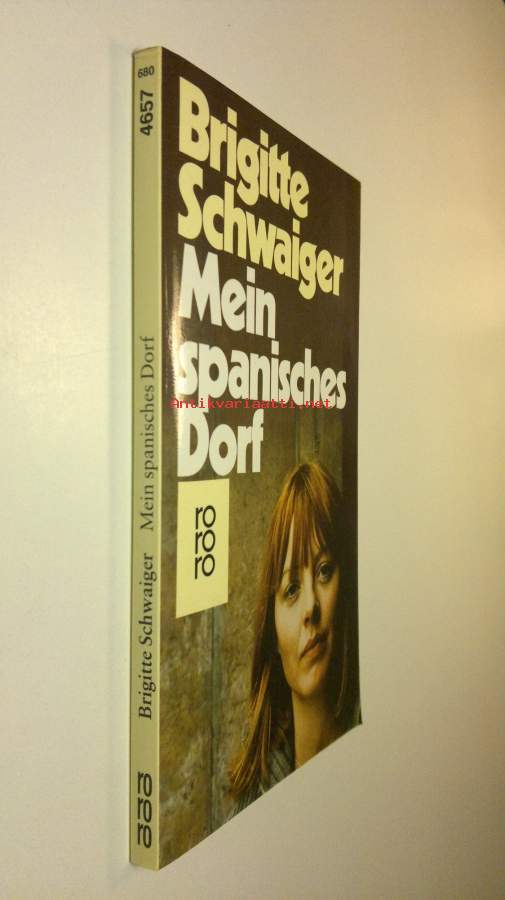 680
4657
Brigitte Schwaiger Mein spanisches Dorf
ro
ro
ro
Brigitte
Schwaiger
Mein
spanisches
Dorf
Antikvariaatti.net
ro
ro
ro